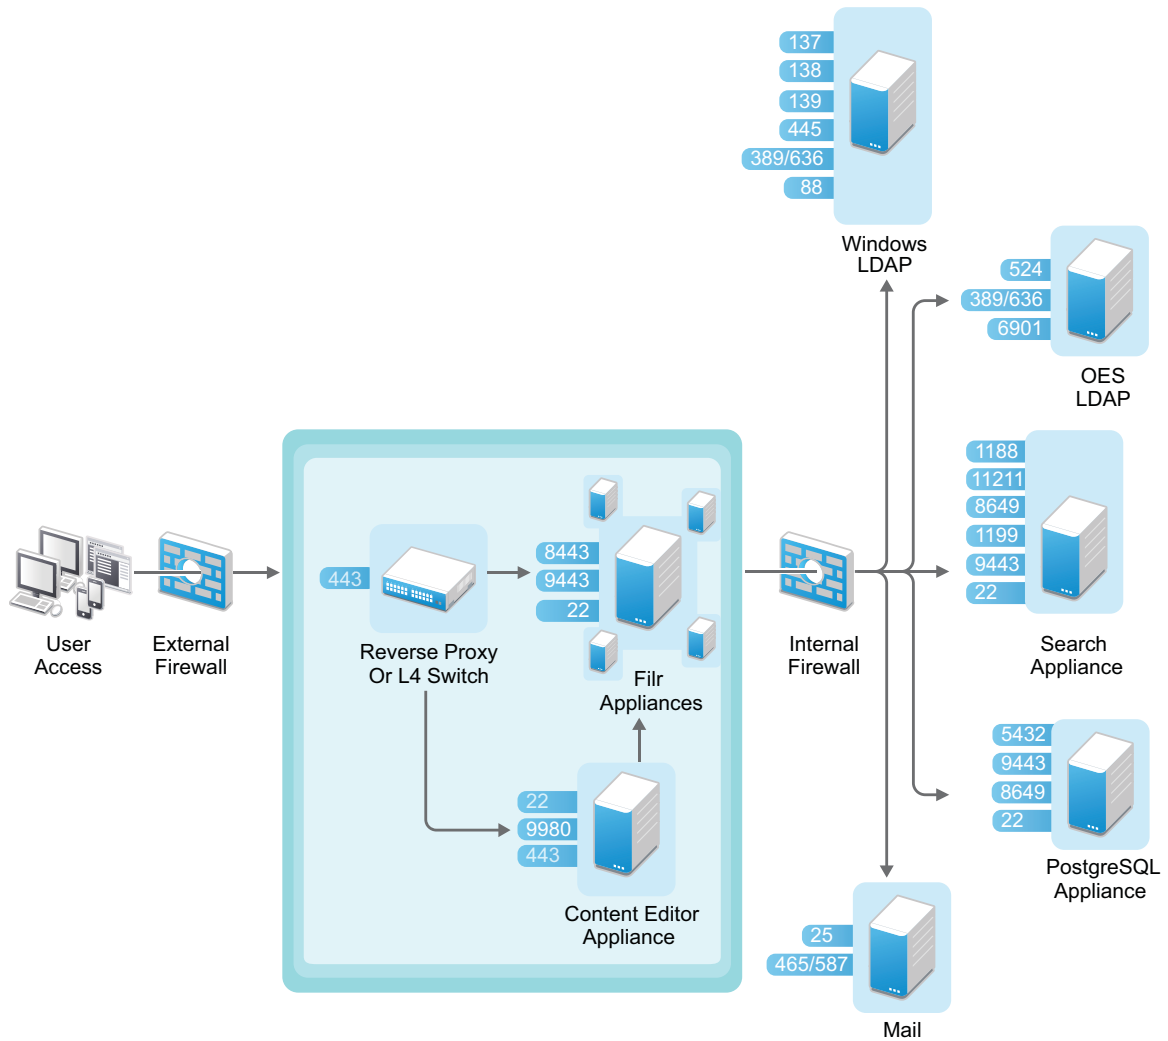 137
138
139
445
389/636
88
Windows
LDAP
524
389/636
6901
OES
LDAP
1188
11211
8649
1199
9443
22
Search
Appliance
User
Access
External
Firewall
443
Reverse Proxy
Or L4 Switch
8443
9443
22
Filr
Appliances
Internal
Firewall
22
9980
443
Content Editor
Appliance
5432
9443
8649
22
PostgreSQL
Appliance
25
465/587
Mail